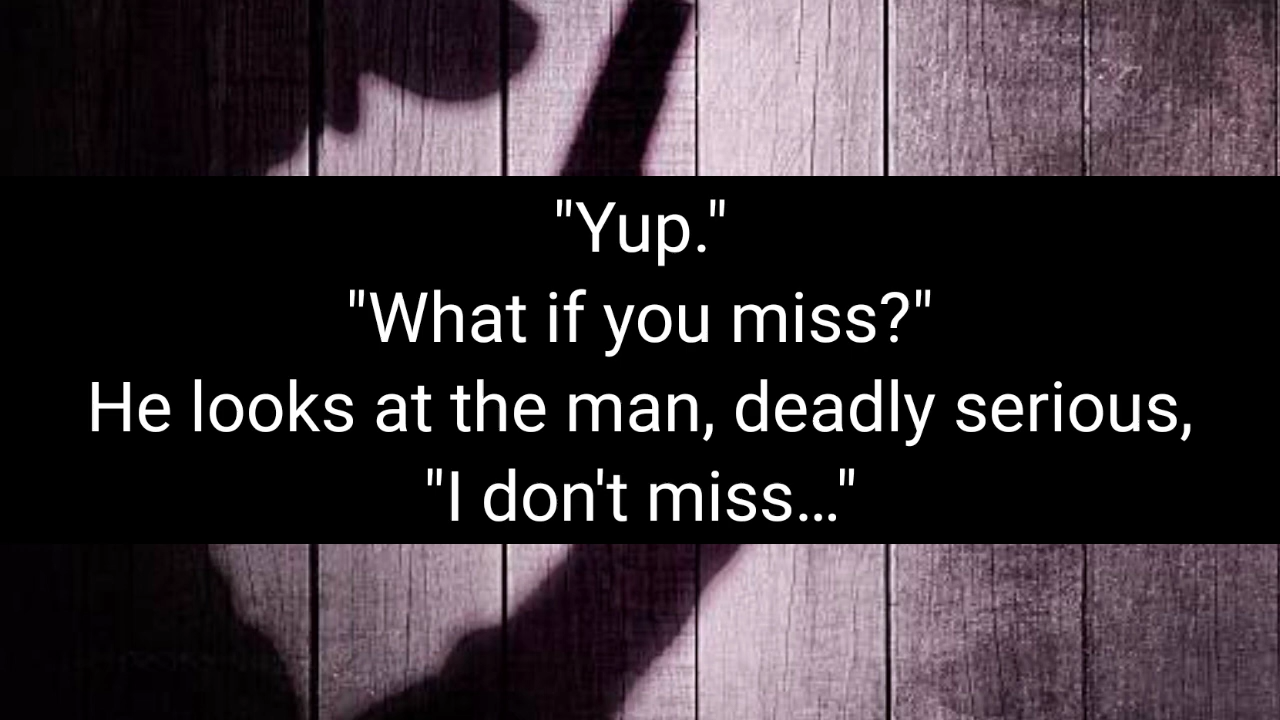 "Yup."
"What if you miss?"
He looks at the man, deadly serious,
"I don't miss…"